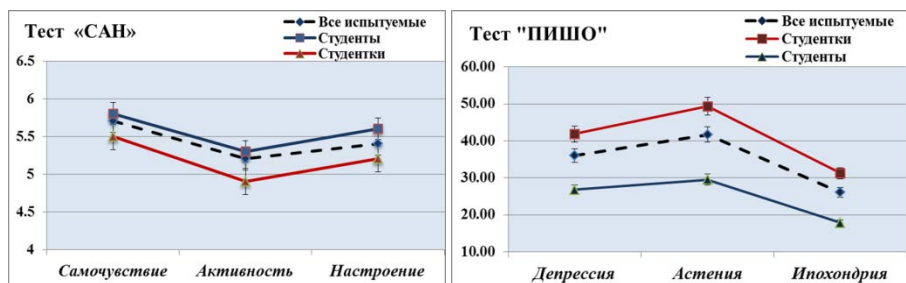 Тест «САН»
Все испытуемые
Студенты
Студентки
6.5
6
5.5
5
4.5
4
Самочувствие Активность Настроение
Тест "ПИШО"
Все испытуемые
Студентки
Студенты
60.00
50.00
40.00
30.00
20.00
10.00
Депрессия Астения Ипохондрия